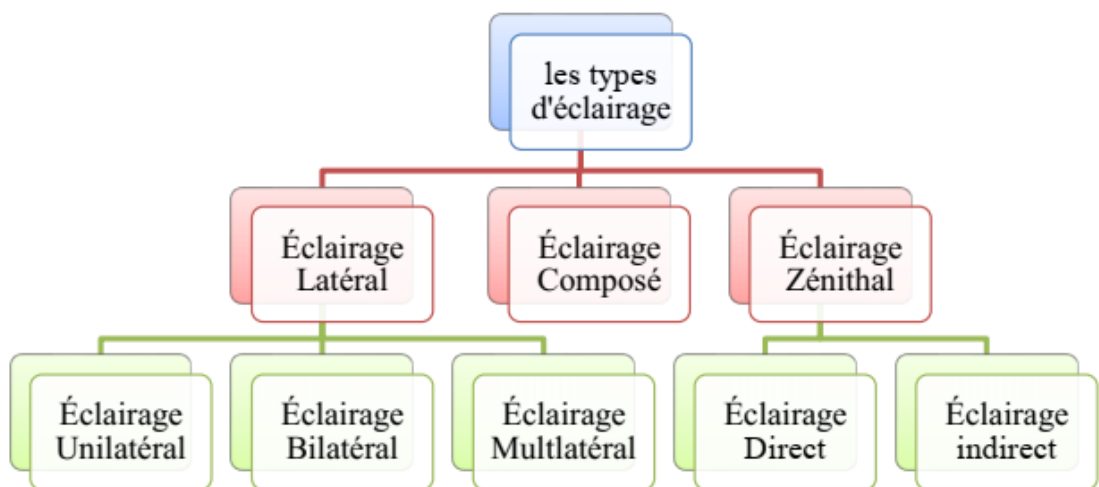 les types
d'éclairage
Éclairage
Latéral
Éclairage
Composé
Éclairage
Zénithal
Éclairage
Unilatéral
Éclairage
Bilatéral
Éclairage
Multlatéral
Éclairage
Direct
Éclairage
indirect